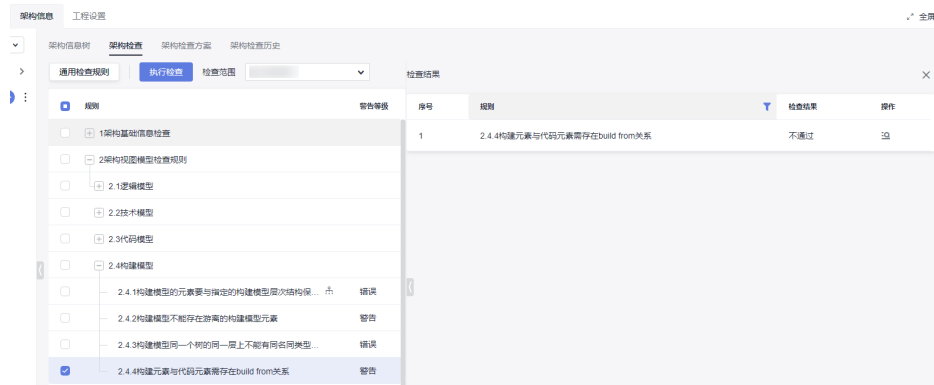 架构信息 工程设置 全屏
架构信息树 架构检查 架构检查方案 架构检查历史
通用检查规则 执行检查 检查范围 检查结果
规则 警告等级 序号 规则 检查结果 操作
1架构基础信息检查 1 2.4.4构建元素与代码元素需存在build from关系 不通过
2架构视图模型检查规则
2.1逻辑模型
2.2技术模型
2.3代码模型
2.4构建模型
2.4.1构建模型的元素要与指定的构建模型层次结构保... 错误
2.4.2构建模型不能存在游离的构建模型元素 警告
2.4.3构建模型同一个树的同一层上不能有同名同类型... 错误
2.4.4构建元素与代码元素需存在build from关系 警告